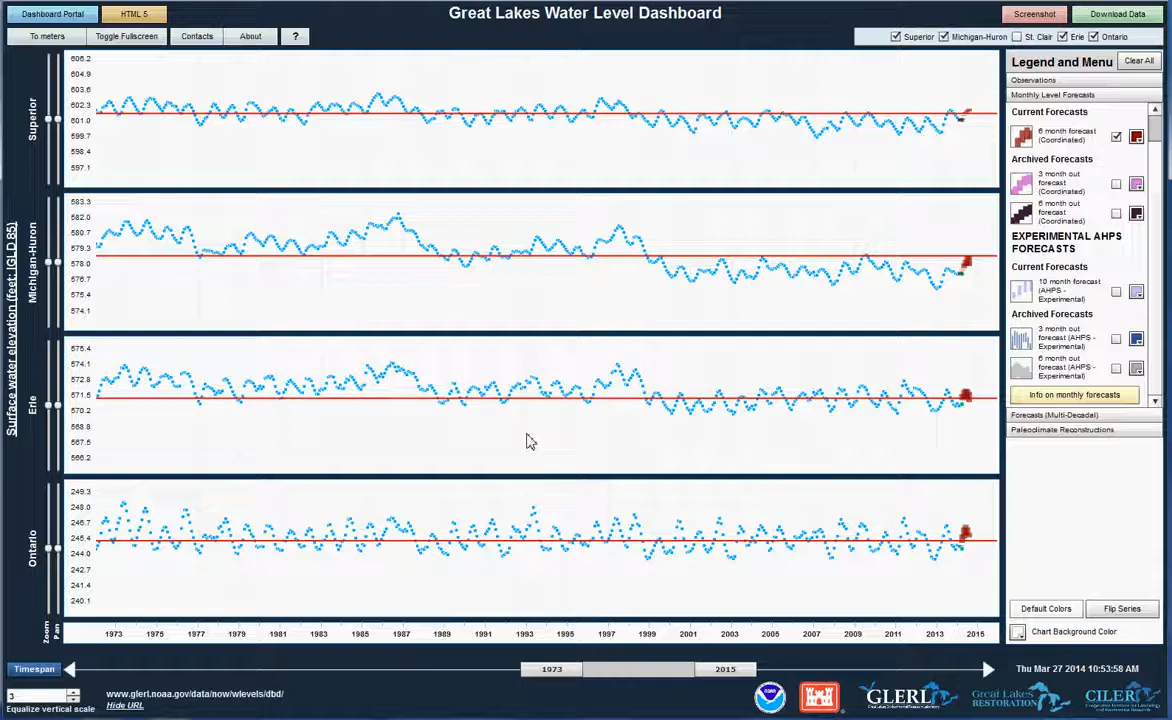 Dashboard Portal
HTML 5
Great Lakes Water Level Dashboard
Screenshot
Download Data
To meters
Toggle Fullscreen
Contacts
About
?
Superior
Michigan-Huron
St. Clair
Erie
Ontario
Surface water elevation (feet: IGLD 85)
Superior
606.2
604.9
603.6
602.3
601.0
599.7
598.4
597.1
Michigan-Huron
583.3
582.0
580.7
579.3
578.0
576.7
575.4
574.1
Erie
575.4
574.1
572.8
571.5
570.2
568.8
567.5
566.2
Ontario
249.3
248.0
246.7
245.4
244.0
242.7
241.4
240.1
Zoom
Pan
1973 1975 1977 1979 1981 1983 1985 1987 1989 1991 1993 1995 1997 1999 2001 2003 2005 2007 2009 2011 2013 2015
Legend and Menu
Clear All
Observations
Monthly Level Forecasts
Current Forecasts
6 month forecast
(Coordinated)
Archived Forecasts
3 month out
forecast
(Coordinated)
6 month out
forecast
(Coordinated)
EXPERIMENTAL AHPS
FORECASTS
Current Forecasts
10 month forecast
(AHPS -
Experimental)
Archived Forecasts
3 month out
forecast (AHPS -
Experimental)
6 month out
forecast (AHPS -
Experimental)
Info on monthly forecasts
Forecasts (Multi-Decadal)
Paleoclimate Reconstructions
Default Colors
Flip Series
Chart Background Color
Timespan
1973
2015
Thu Mar 27 2014 10:53:58 AM
3
Equalize vertical scale
www.glerl.noaa.gov/data/now/wlevels/dbd/
Hide URL
NOAA
GLERL
Great Lakes
RESTORATION
CILER